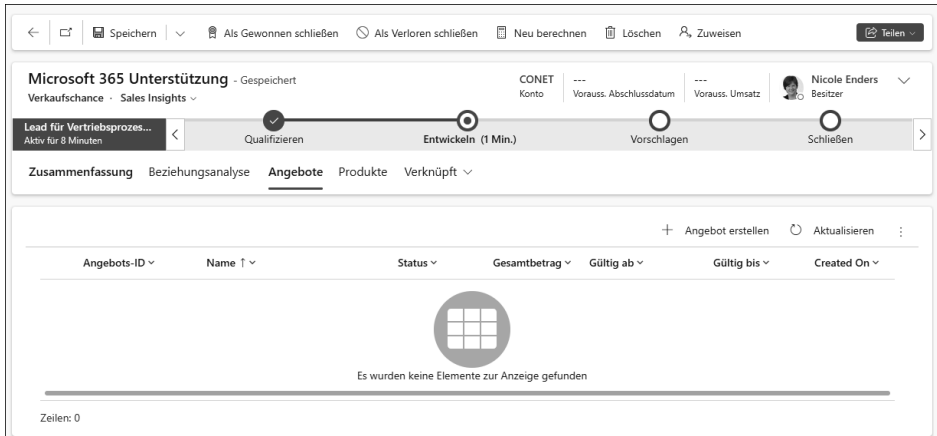 Speichern Als Gewonnen schließen Als Verloren schließen Neu berechnen Löschen Zuweisen Teilen
Microsoft 365 Unterstützung - Gespeichert
Verkaufschance · Sales Insights
CONET
Konto
---
Vorauss. Abschlussdatum
---
Vorauss. Umsatz
Nicole Enders
Besitzer
Lead für Vertriebsprozes...
Aktiv für 8 Minuten
Qualifizieren
Entwickeln (1 Min.)
Vorschlagen
Schließen
Zusammenfassung Beziehungsanalyse Angebote Produkte Verknüpft
Angebot erstellen Aktualisieren
Angebots-ID Name ↑ Status Gesamtbetrag Gültig ab Gültig bis Created On
Es wurden keine Elemente zur Anzeige gefunden
Zeilen: 0